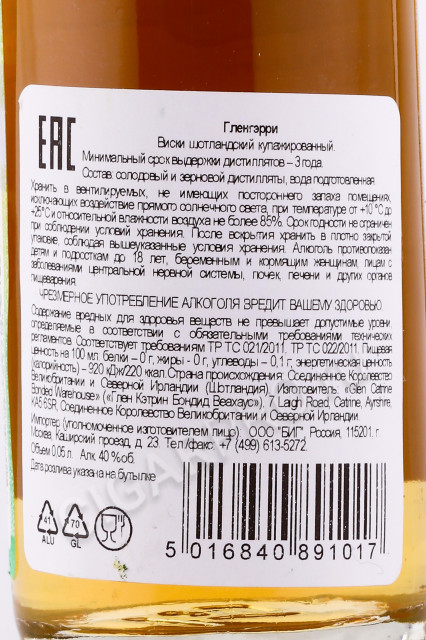 EAC
Гленгэрри
Виски шотландский купажированный.
Минимальный срок выдержки дистиллятов – 3 года.
Состав: солодовый и зерновой дистилляты, вода подготовленная.
Хранить в вентилируемых, не имеющих постороннего запаха помещениях,
исключающих воздействие прямого солнечного света, при температуре от +10 °С до
+25°С и относительной влажности воздуха не более 85%. Срок годности не ограничен
при соблюдении условий хранения. После вскрытия хранить в плотно закрытой
упаковке, соблюдая вышеуказанные условия хранения. Алкоголь противопоказан
детям и подросткам до 18 лет, беременным и кормящим женщинам, лицам с
заболеваниями центральной нервной системы, почек, печени и других органов
пищеварения.
ЧРЕЗМЕРНОЕ УПОТРЕБЛЕНИЕ АЛКОГОЛЯ ВРЕДИТ ВАШЕМУ ЗДОРОВЬЮ.
Содержание вредных для здоровья веществ не превышает допустимые уровни,
определяемые в соответствии с обязательными требованиями технических
регламентов. Соответствует требованиям ТР ТС 021/2011, ТР ТС 022/2011. Пищевая
ценность на 100 мл: белки – 0 г, жиры - 0 г, углеводы – 0,1 г, энергетическая ценность
(калорийность) – 920 кДж/220 ккал. Страна происхождения: Соединенное Королевство
Великобритании и Северной Ирландии (Шотландия). Изготовитель: «Glen Catrine
Bonded Warehouse» («Глен Кэтрин Бондид Веахаус»), 7 Laigh Road, Catrine, Ayrshire,
KA5 6SR, Соединенное Королевство Великобритании и Северной Ирландии.
Импортер (уполномоченное изготовителем лицо): ООО "БИГ", Россия, 115201, г.
Москва, Каширский проезд, д. 23. Тел./факс: +7 (499) 613-5272.
Объем 0,05 л. Алк. 40 % об.
Дата розлива указана на бутылке
41 ALU 70 GL
5 016840 891017